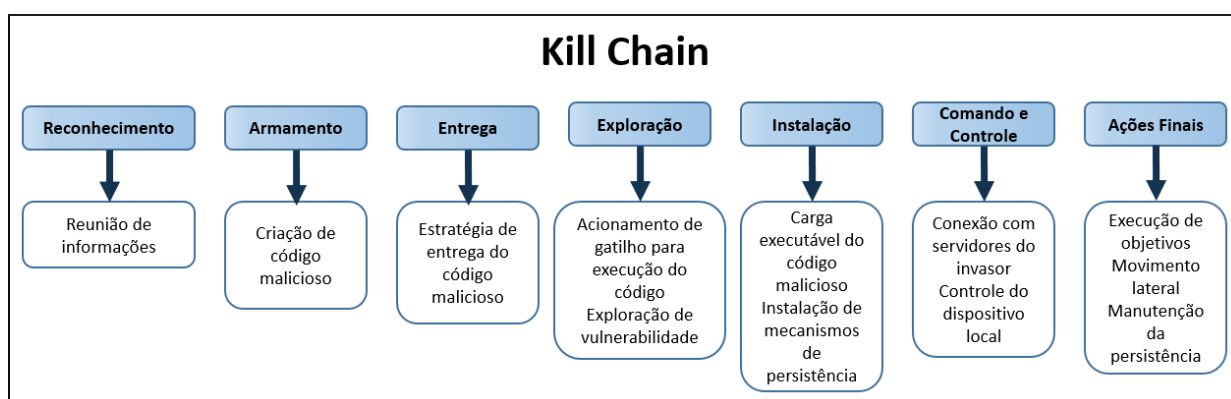 Kill Chain
Reconhecimento
Reunião de
informações
Armamento
Criação de
código
malicioso
Entrega
Estratégia de
entrega do
código
malicioso
Exploração
Acionamento de
gatilho para
execução do
código
Exploração de
vulnerabilidade
Instalação
Carga
executável do
código
malicioso
Instalação de
mecanismos
de
persistência
Comando e
Controle
Conexão com
servidores do
invasor
Controle do
dispositivo
local
Ações Finais
Execução de
objetivos
Movimento
lateral
Manutenção
da
persistência